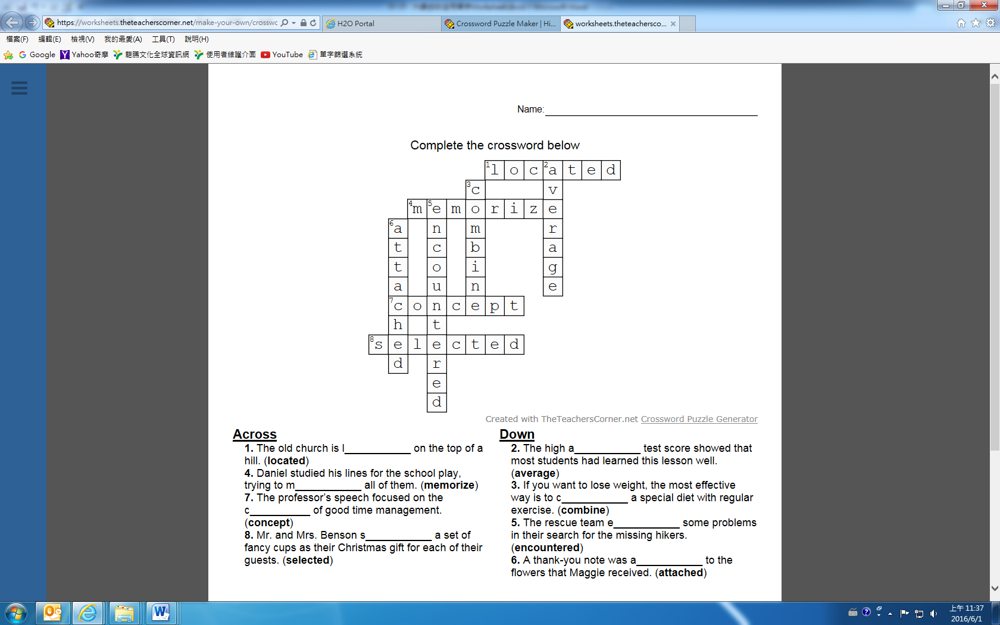 https://worksheets.theteacherscorner.net/make-your-own/crosswc
H2O Portal
Crossword Puzzle Maker | Hi...
worksheets.theteachersco...
檔案(F) 編輯(E) 檢視(V) 我的最愛(A) 工具(T) 說明(H)
Google Yahoo奇摩 龍騰文化全球資訊網 使用者維護介面 YouTube 單字篩選系統
Name:
Complete the crossword below
1 l o c 2 a t e d
3 c v
4 m 5 e m o r i z e
6 a n m r
t c b a
t o i g
a u n e
7 c o n c e p t
h t
8 s e l e c t e d
d r
e
d
Created with TheTeachersCorner.net Crossword Puzzle Generator
Across
1. The old church is l___________ on the top of a
hill. (located)
4. Daniel studied his lines for the school play,
trying to m___________ all of them. (memorize)
7. The professor's speech focused on the
c__________ of good time management.
(concept)
8. Mr. and Mrs. Benson s___________ a set of
fancy cups as their Christmas gift for each of their
guests. (selected)
Down
2. The high a___________ test score showed that
most students had learned this lesson well.
(average)
3. If you want to lose weight, the most effective
way is to c___________ a special diet with regular
exercise. (combine)
5. The rescue team e___________ some problems
in their search for the missing hikers.
(encountered)
6. A thank-you note was a___________ to the
flowers that Maggie received. (attached)
上午 11:37
2016/6/1